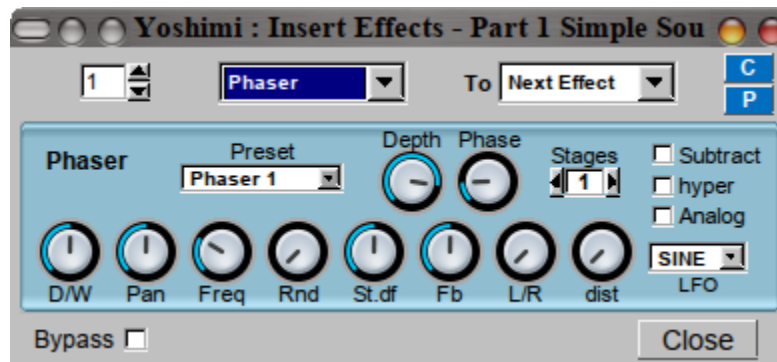 Yoshimi : Insert Effects - Part 1 Simple Sou
1 Phaser To Next Effect C
P
Phaser Preset Depth Phase Stages Subtract
Phaser 1 1 hyper
Analog
SINE
D/W Pan Freq Rnd St.df Fb L/R dist LFO
Bypass Close